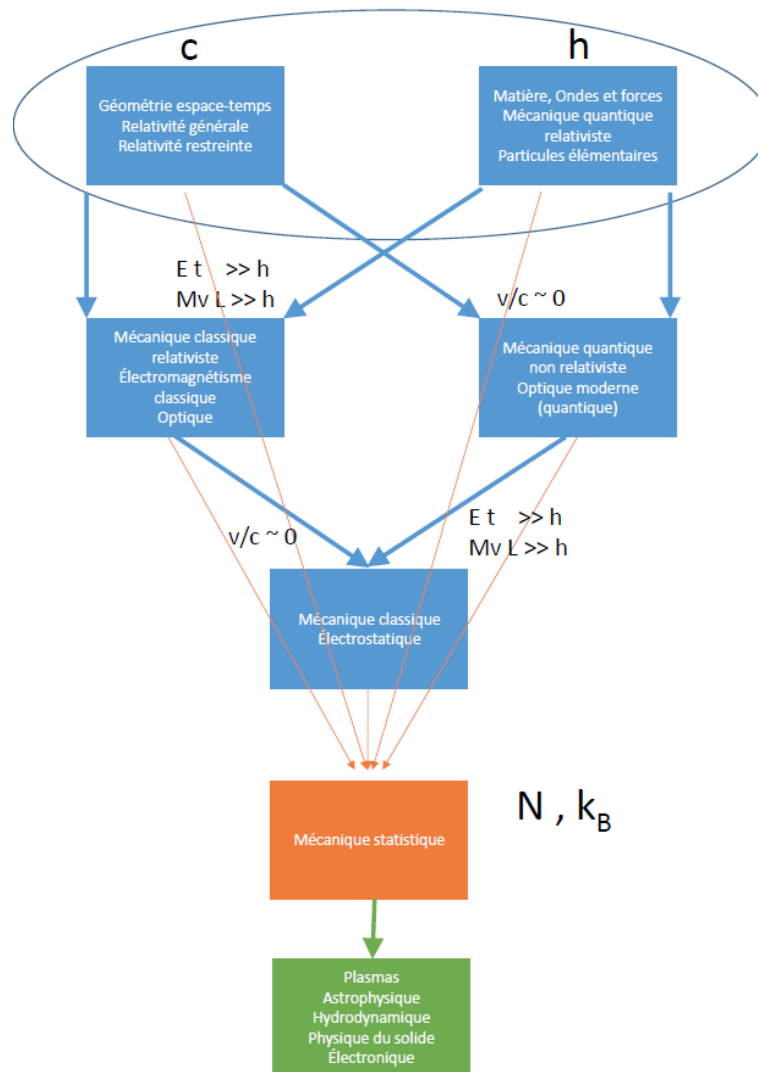 c
h
Géométrie espace-temps
Relativité générale
Relativité restreinte
Matière, Ondes et forces
Mécanique quantique
relativiste
Particules élémentaires
E t >> h
Mv L >> h
v/c ~ 0
Mécanique classique
relativiste
Électromagnétisme
classique
Optique
Mécanique quantique
non relativiste
Optique moderne
(quantique)
v/c ~ 0
E t >> h
Mv L >> h
Mécanique classique
Électrostatique
N , k_B
Mécanique statistique
Plasmas
Astrophysique
Hydrodynamique
Physique du solide
Électronique